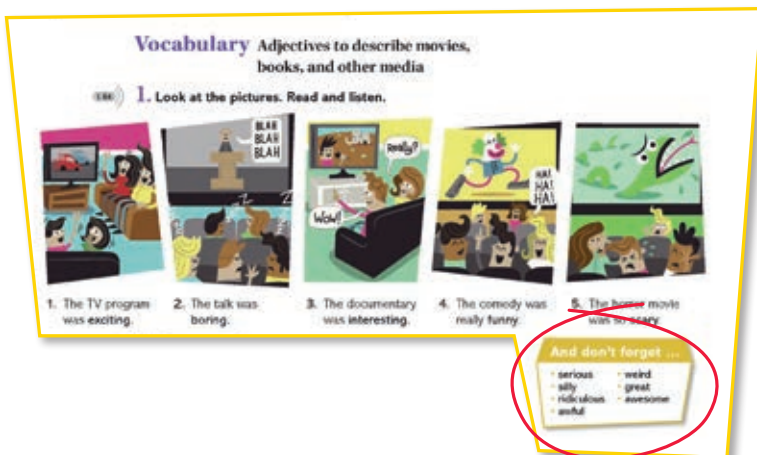 Vocabulary Adjectives to describe movies,
books, and other media
1. Look at the pictures. Read and listen.
BLAH
BLAH
BLAH
Z Z
Wow!
Really?
HA!
HA!
HA!
1. The TV program
was exciting.
2. The talk was
boring.
3. The documentary
was interesting.
4. The comedy was
really funny.
5. The horror movie
was so scary.
And don't forget ...
• serious
• silly
• ridiculous
• awful
• weird
• great
• awesome